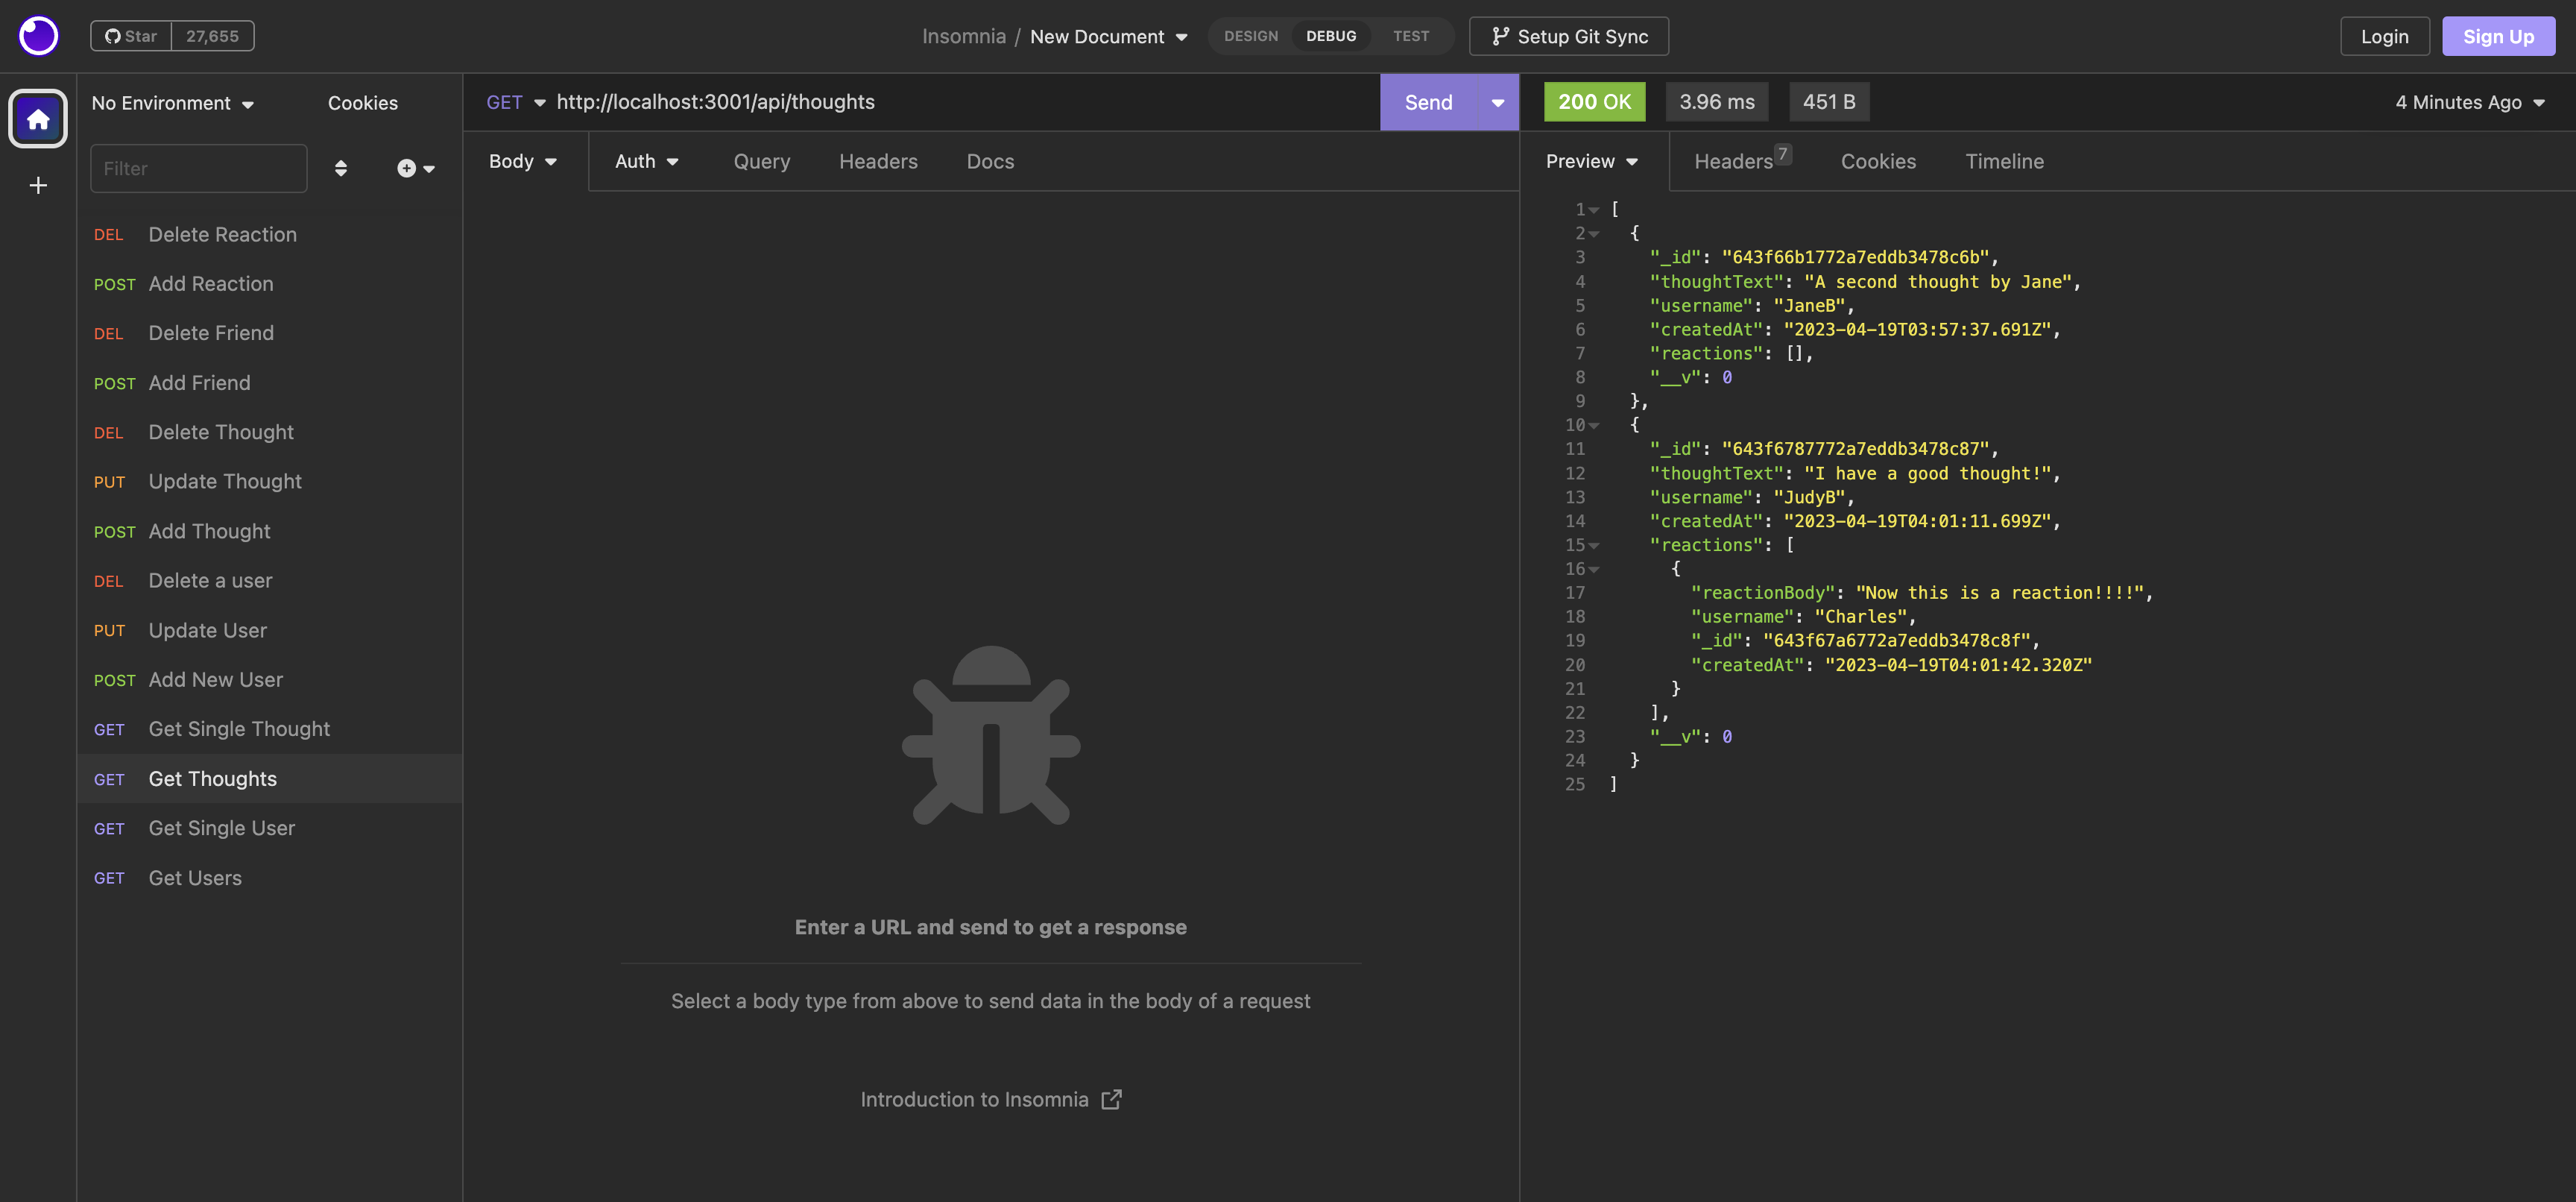 Star 27,655
Insomnia / New Document
DESIGN DEBUG TEST
Setup Git Sync
Login
Sign Up
No Environment
Cookies
Filter
DEL Delete Reaction
POST Add Reaction
DEL Delete Friend
POST Add Friend
DEL Delete Thought
PUT Update Thought
POST Add Thought
DEL Delete a user
PUT Update User
POST Add New User
GET Get Single Thought
GET Get Thoughts
GET Get Single User
GET Get Users
GET http://localhost:3001/api/thoughts
Send
Body Auth Query Headers Docs
Enter a URL and send to get a response
Select a body type from above to send data in the body of a request
Introduction to Insomnia
200 OK 3.96 ms 451 B
4 Minutes Ago
Preview Headers 7 Cookies Timeline
1 [
2 {
3 "_id": "643f66b1772a7eddb3478c6b",
4 "thoughtText": "A second thought by Jane",
5 "username": "JaneB",
6 "createdAt": "2023-04-19T03:57:37.691Z",
7 "reactions": [],
8 "__v": 0
9 },
10 {
11 "_id": "643f6787772a7eddb3478c87",
12 "thoughtText": "I have a good thought!",
13 "username": "JudyB",
14 "createdAt": "2023-04-19T04:01:11.699Z",
15 "reactions": [
16 {
17 "reactionBody": "Now this is a reaction!!!!",
18 "username": "Charles",
19 "_id": "643f67a6772a7eddb3478c8f",
20 "createdAt": "2023-04-19T04:01:42.320Z"
21 }
22 ],
23 "__v": 0
24 }
25 ]